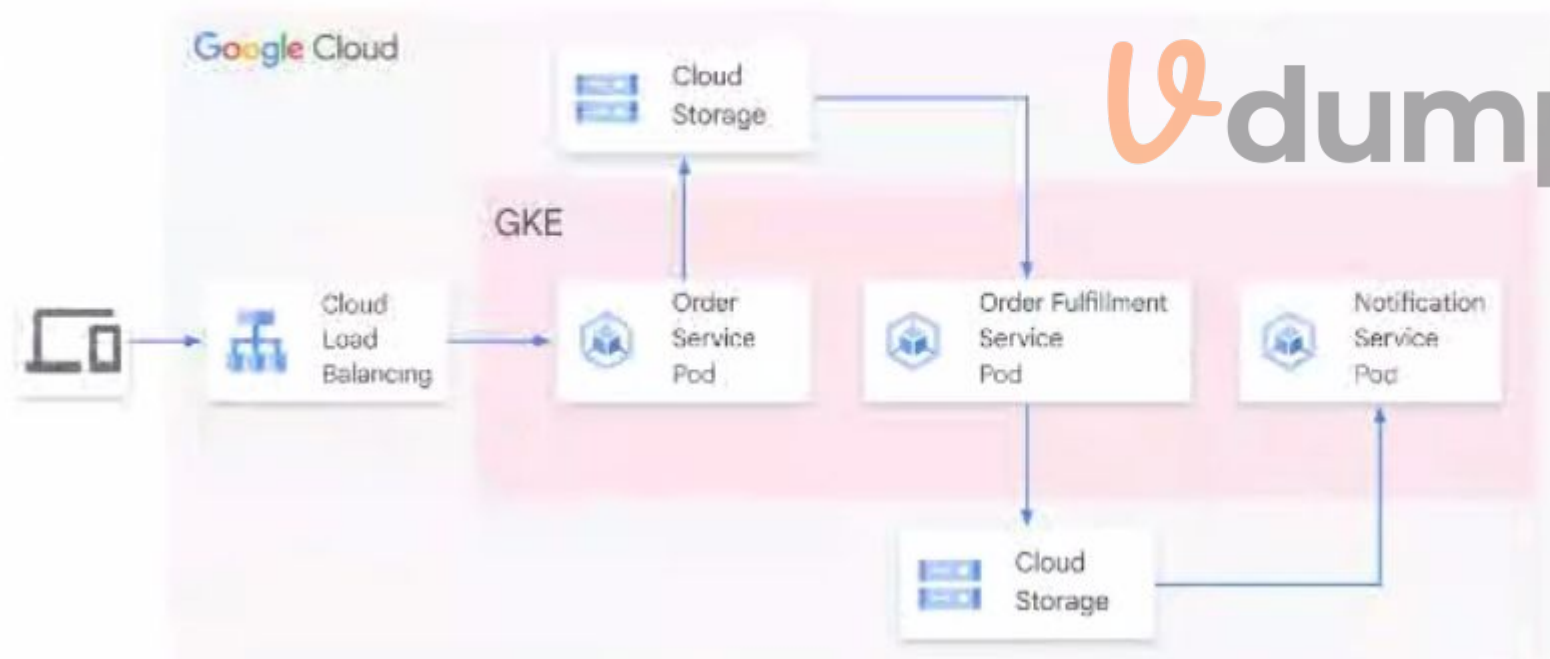 Google Cloud
Cloud
Storage
Vdump
GKE
Cloud
Load
Balancing
Order
Service
Pod
Order Fulfillment
Service
Pod
Notification
Service
Pod
Cloud
Storage